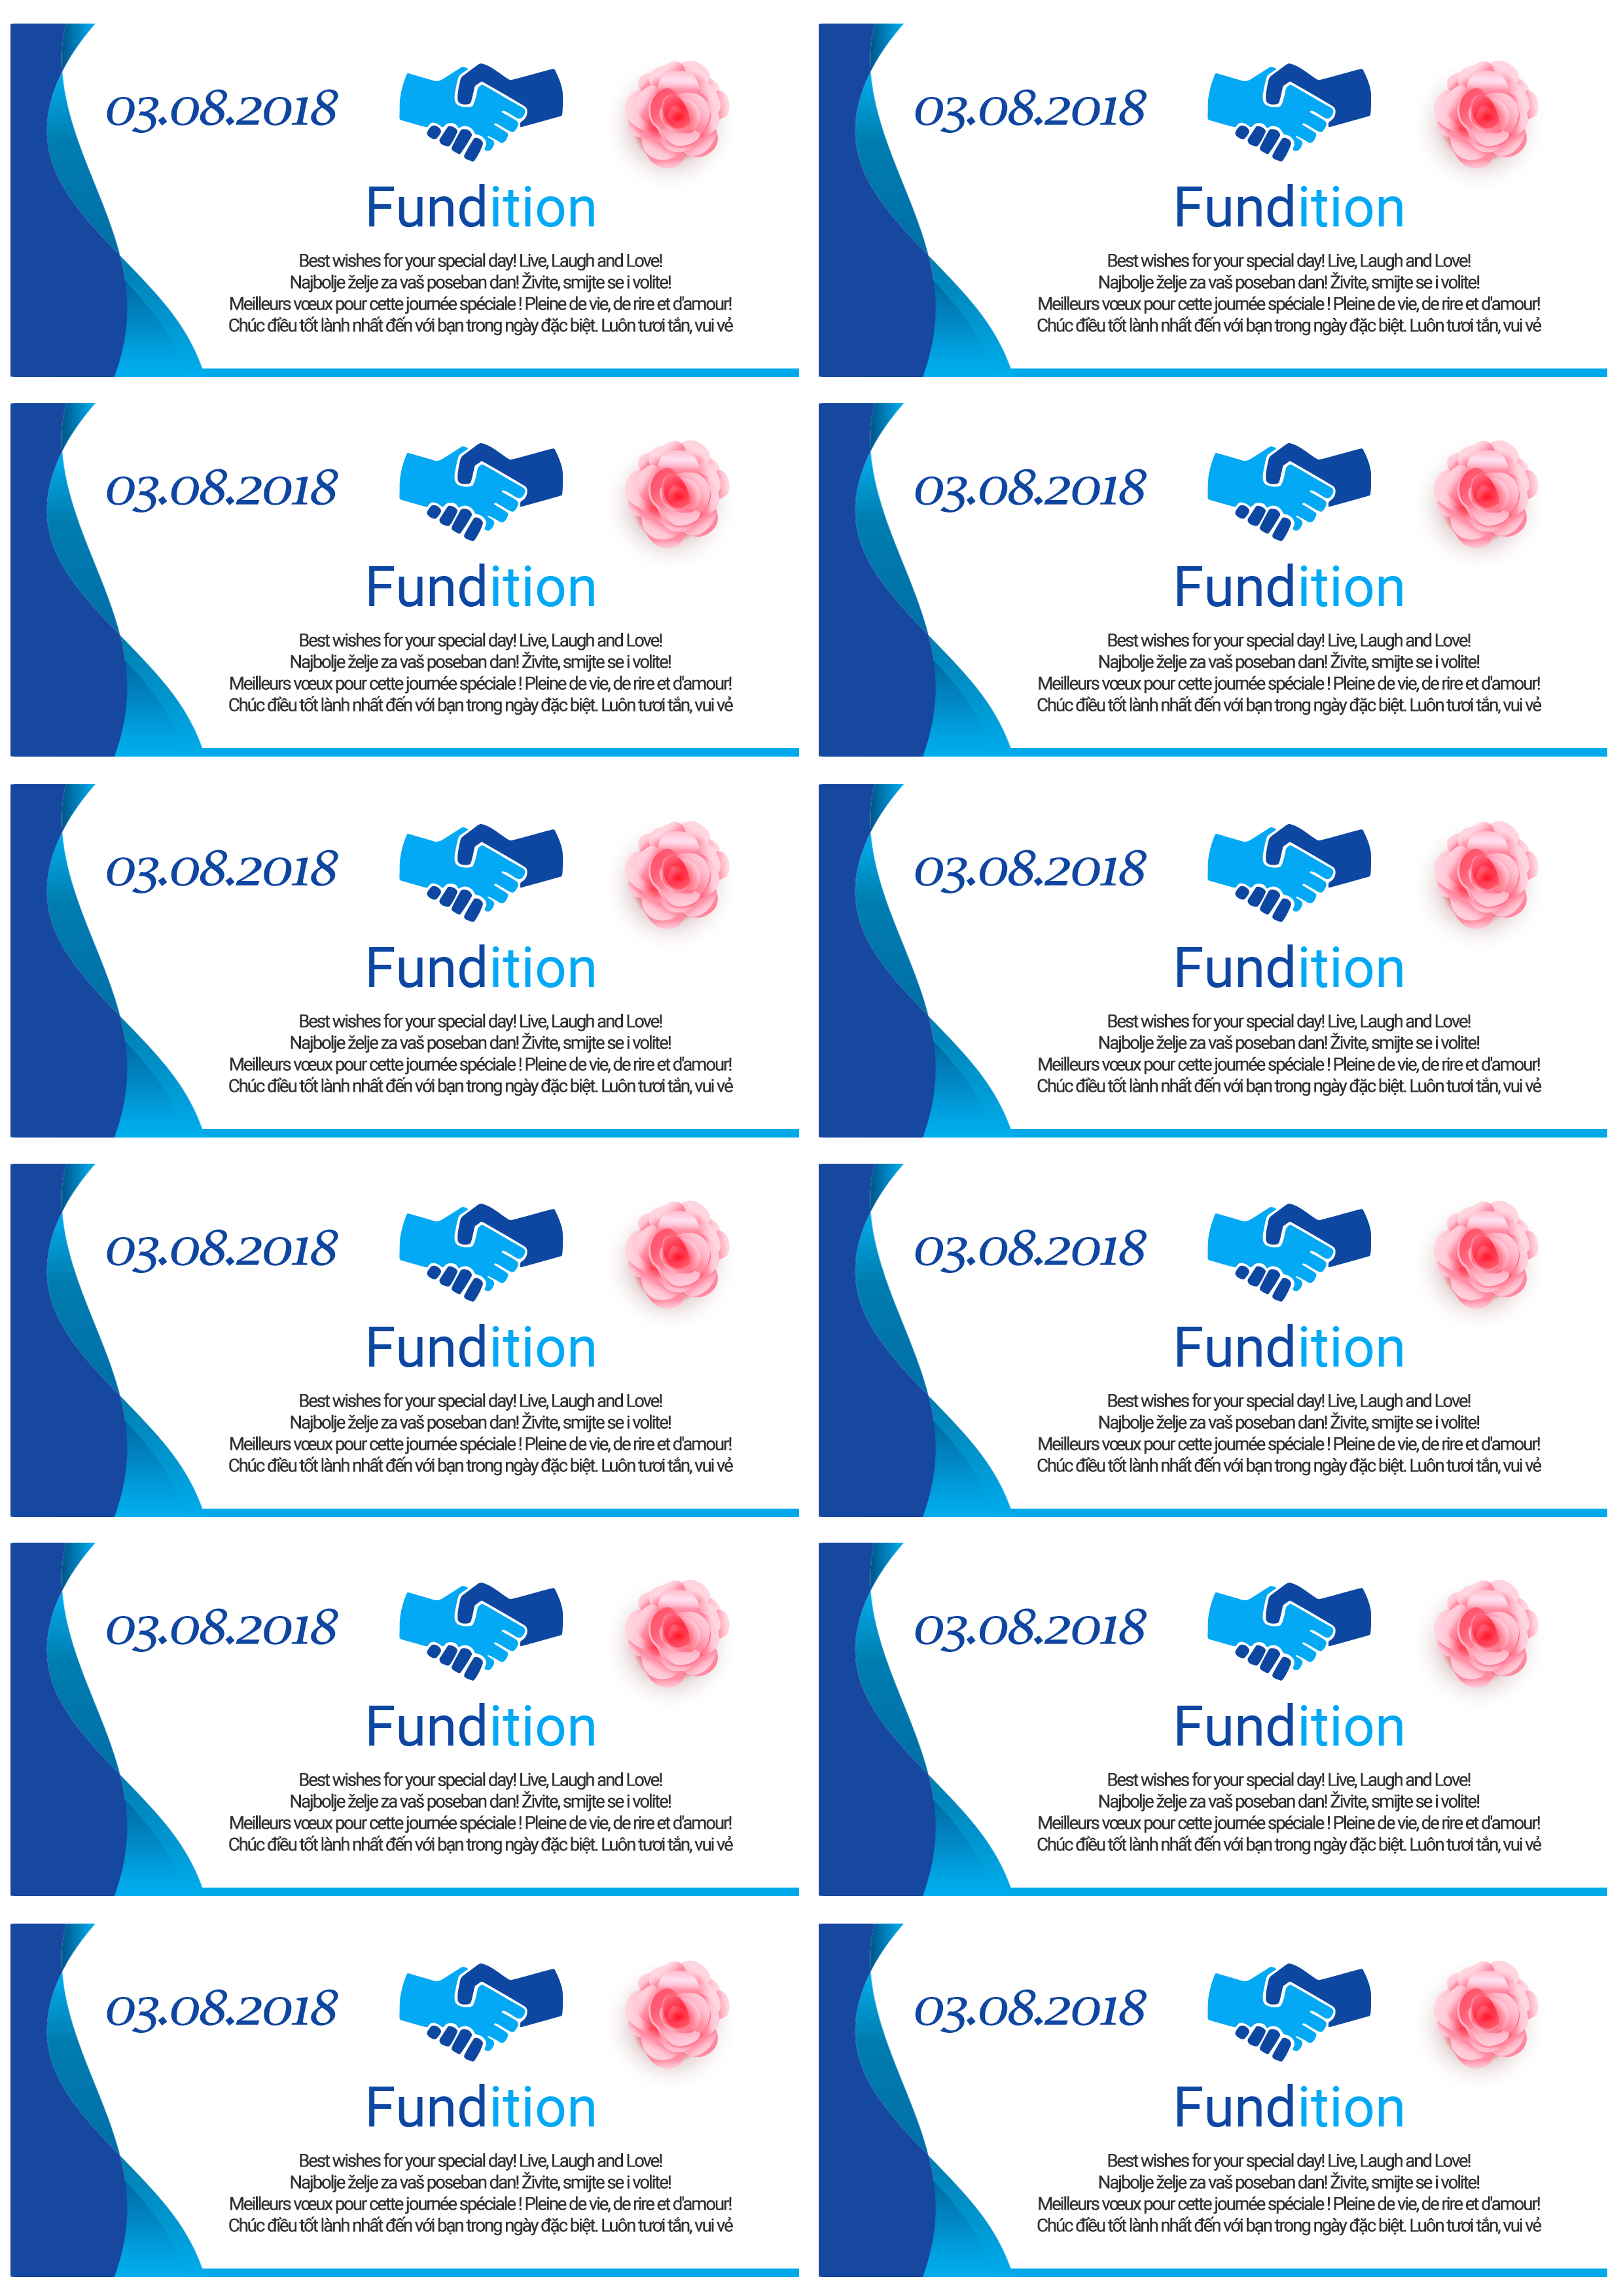 03.08.2018
03.08.2018
Fundition
Fundition
Best wishes for your special day! Live, Laugh and Love!
Najbolje želje za vaš poseban dan! Živite, smijte se i volite!
Meilleurs vœux pour cette journée spéciale ! Pleine de vie, de rire et d'amour!
Chúc điều tốt lành nhất đến với bạn trong ngày đặc biệt. Luôn tươi tắn, vui vẻ
Best wishes for your special day! Live, Laugh and Love!
Najbolje želje za vaš poseban dan! Živite, smijte se i volite!
Meilleurs vœux pour cette journée spéciale ! Pleine de vie, de rire et d'amour!
Chúc điều tốt lành nhất đến với bạn trong ngày đặc biệt. Luôn tươi tắn, vui vẻ
03.08.2018
03.08.2018
Fundition
Fundition
Best wishes for your special day! Live, Laugh and Love!
Najbolje želje za vaš poseban dan! Živite, smijte se i volite!
Meilleurs vœux pour cette journée spéciale ! Pleine de vie, de rire et d'amour!
Chúc điều tốt lành nhất đến với bạn trong ngày đặc biệt. Luôn tươi tắn, vui vẻ
Best wishes for your special day! Live, Laugh and Love!
Najbolje želje za vaš poseban dan! Živite, smijte se i volite!
Meilleurs vœux pour cette journée spéciale ! Pleine de vie, de rire et d'amour!
Chúc điều tốt lành nhất đến với bạn trong ngày đặc biệt. Luôn tươi tắn, vui vẻ
03.08.2018
03.08.2018
Fundition
Fundition
Best wishes for your special day! Live, Laugh and Love!
Najbolje želje za vaš poseban dan! Živite, smijte se i volite!
Meilleurs vœux pour cette journée spéciale ! Pleine de vie, de rire et d'amour!
Chúc điều tốt lành nhất đến với bạn trong ngày đặc biệt. Luôn tươi tắn, vui vẻ
Best wishes for your special day! Live, Laugh and Love!
Najbolje želje za vaš poseban dan! Živite, smijte se i volite!
Meilleurs vœux pour cette journée spéciale ! Pleine de vie, de rire et d'amour!
Chúc điều tốt lành nhất đến với bạn trong ngày đặc biệt. Luôn tươi tắn, vui vẻ
03.08.2018
03.08.2018
Fundition
Fundition
Best wishes for your special day! Live, Laugh and Love!
Najbolje želje za vaš poseban dan! Živite, smijte se i volite!
Meilleurs vœux pour cette journée spéciale ! Pleine de vie, de rire et d'amour!
Chúc điều tốt lành nhất đến với bạn trong ngày đặc biệt. Luôn tươi tắn, vui vẻ
Best wishes for your special day! Live, Laugh and Love!
Najbolje želje za vaš poseban dan! Živite, smijte se i volite!
Meilleurs vœux pour cette journée spéciale ! Pleine de vie, de rire et d'amour!
Chúc điều tốt lành nhất đến với bạn trong ngày đặc biệt. Luôn tươi tắn, vui vẻ
03.08.2018
03.08.2018
Fundition
Fundition
Best wishes for your special day! Live, Laugh and Love!
Najbolje želje za vaš poseban dan! Živite, smijte se i volite!
Meilleurs vœux pour cette journée spéciale ! Pleine de vie, de rire et d'amour!
Chúc điều tốt lành nhất đến với bạn trong ngày đặc biệt. Luôn tươi tắn, vui vẻ
Best wishes for your special day! Live, Laugh and Love!
Najbolje želje za vaš poseban dan! Živite, smijte se i volite!
Meilleurs vœux pour cette journée spéciale ! Pleine de vie, de rire et d'amour!
Chúc điều tốt lành nhất đến với bạn trong ngày đặc biệt. Luôn tươi tắn, vui vẻ
03.08.2018
03.08.2018
Fundition
Fundition
Best wishes for your special day! Live, Laugh and Love!
Najbolje želje za vaš poseban dan! Živite, smijte se i volite!
Meilleurs vœux pour cette journée spéciale ! Pleine de vie, de rire et d'amour!
Chúc điều tốt lành nhất đến với bạn trong ngày đặc biệt. Luôn tươi tắn, vui vẻ
Best wishes for your special day! Live, Laugh and Love!
Najbolje želje za vaš poseban dan! Živite, smijte se i volite!
Meilleurs vœux pour cette journée spéciale ! Pleine de vie, de rire et d'amour!
Chúc điều tốt lành nhất đến với bạn trong ngày đặc biệt. Luôn tươi tắn, vui vẻ